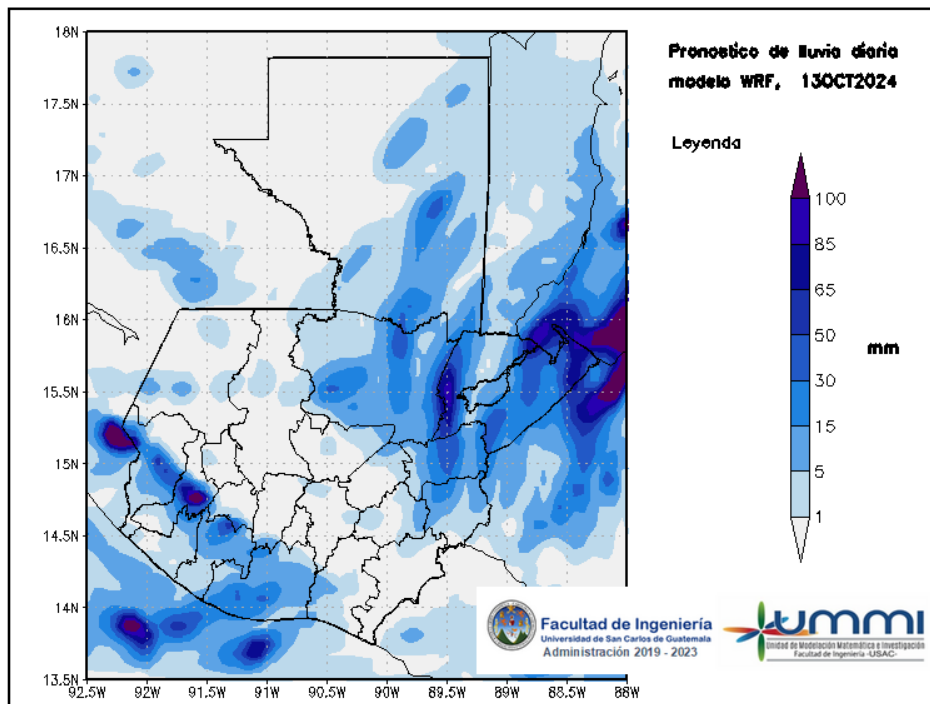 Pronostico de lluvia diaria
modelo WRF, 13OCT2024
Leyenda
100
85
65
50
30
15
5
1
mm
18N
17.5N
17N
16.5N
16N
15.5N
15N
14.5N
14N
13.5N
92.5W 92W 91.5W 91W 90.5W 90W 89.5W 89W 88.5W 88W
Facultad de Ingeniería
Universidad de San Carlos de Guatemala
Administración 2019 - 2023
UMMI
Unidad de Modelación Matemática e Investigación
Facultad de Ingeniería -USAC-